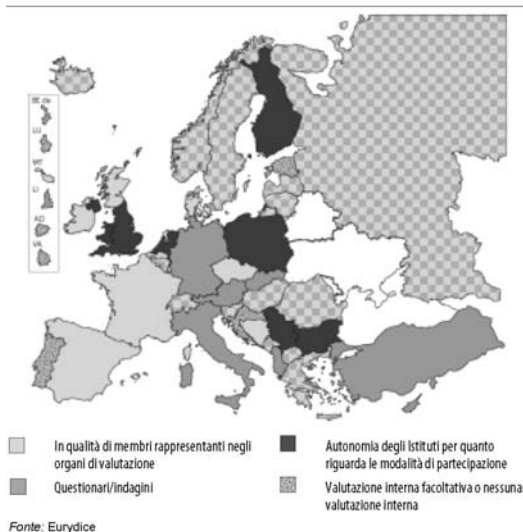 BE de
LU
MT
LI
AD
VA
In qualità di membri rappresentanti negli
organi di valutazione
Questionari/indagini
Autonomia degli Istituti per quanto
riguarda le modalità di partecipazione
Valutazione interna facoltativa o nessuna
valutazione interna
Fonte: Eurydice